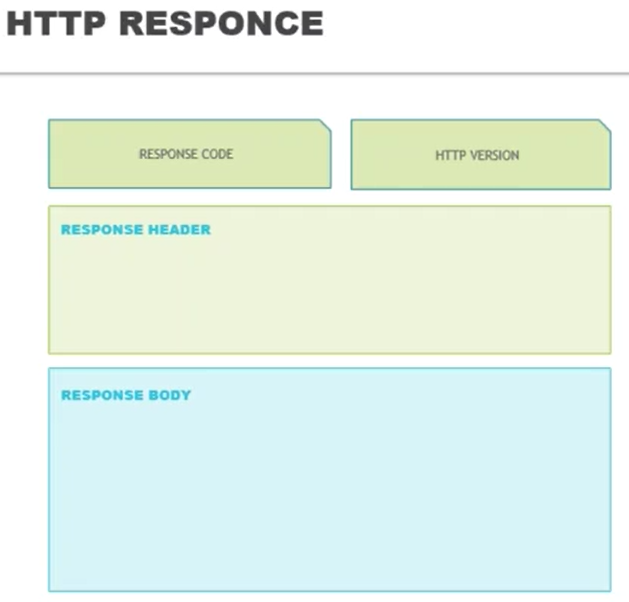 HTTP RESPONCE
RESPONSE CODE
HTTP VERSION
RESPONSE HEADER
RESPONSE BODY